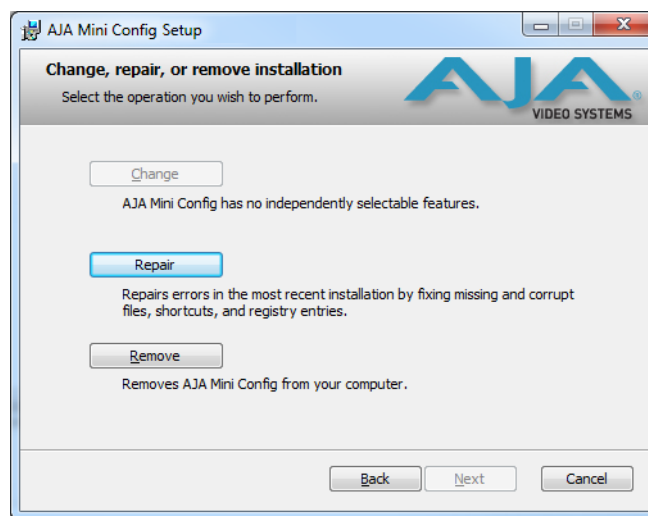 AJA Mini Config Setup
Change, repair, or remove installation
Select the operation you wish to perform.
AJA®
VIDEO SYSTEMS
Change
AJA Mini Config has no independently selectable features.
Repair
Repairs errors in the most recent installation by fixing missing and corrupt
files, shortcuts, and registry entries.
Remove
Removes AJA Mini Config from your computer.
Back
Next
Cancel